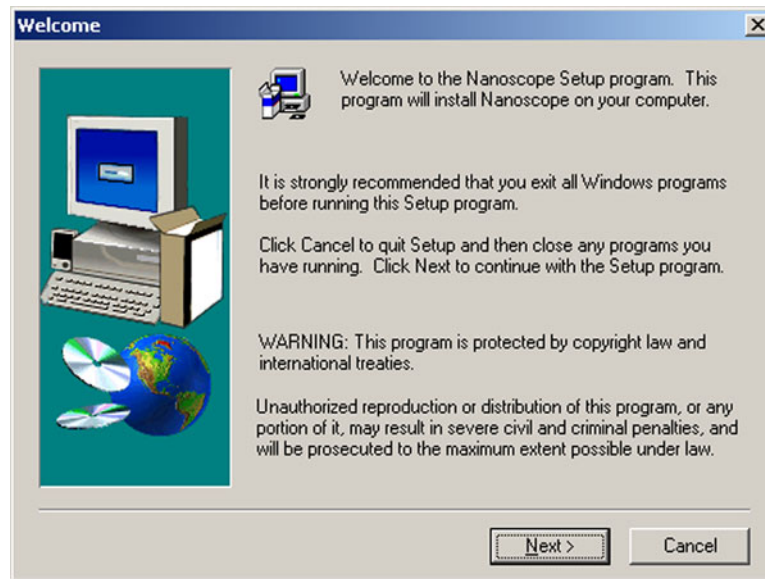 Welcome
Welcome to the Nanoscope Setup program.  This
program will install Nanoscope on your computer.
It is strongly recommended that you exit all Windows programs
before running this Setup program.
Click Cancel to quit Setup and then close any programs you
have running.  Click Next to continue with the Setup program.
WARNING: This program is protected by copyright law and
international treaties.
Unauthorized reproduction or distribution of this program, or any
portion of it, may result in severe civil and criminal penalties, and
will be prosecuted to the maximum extent possible under law.
Next >
Cancel